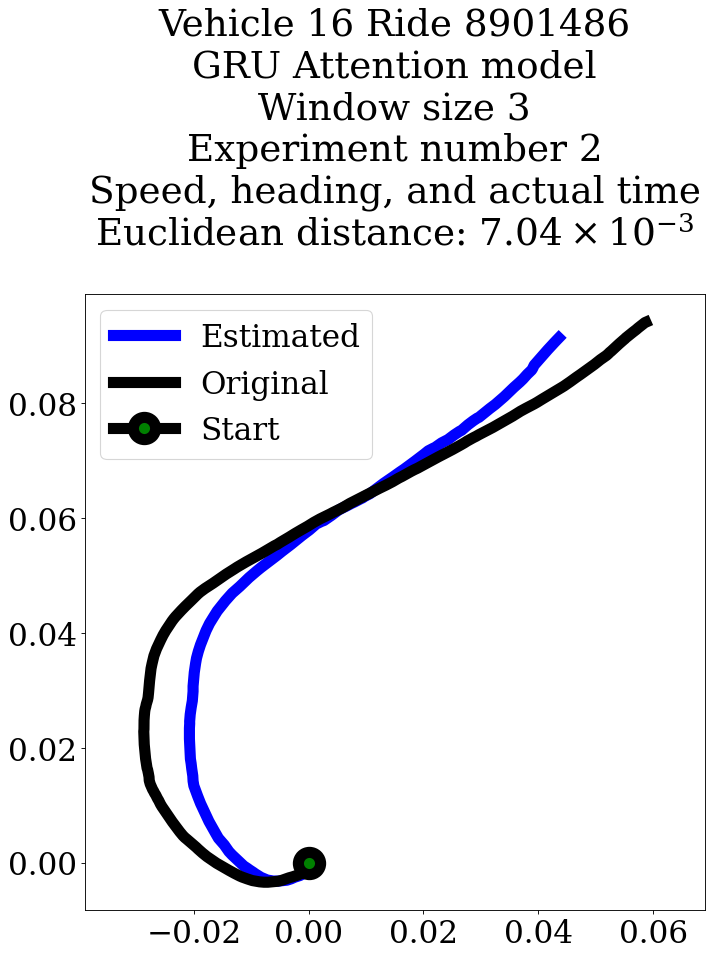 Vehicle 16 Ride 8901486
GRU Attention model
Window size 3
Experiment number 2
Speed, heading, and actual time
Euclidean distance: 7.04 × 10⁻³
Estimated
Original
Start
0.08
0.06
0.04
0.02
0.00
−0.02 0.00 0.02 0.04 0.06